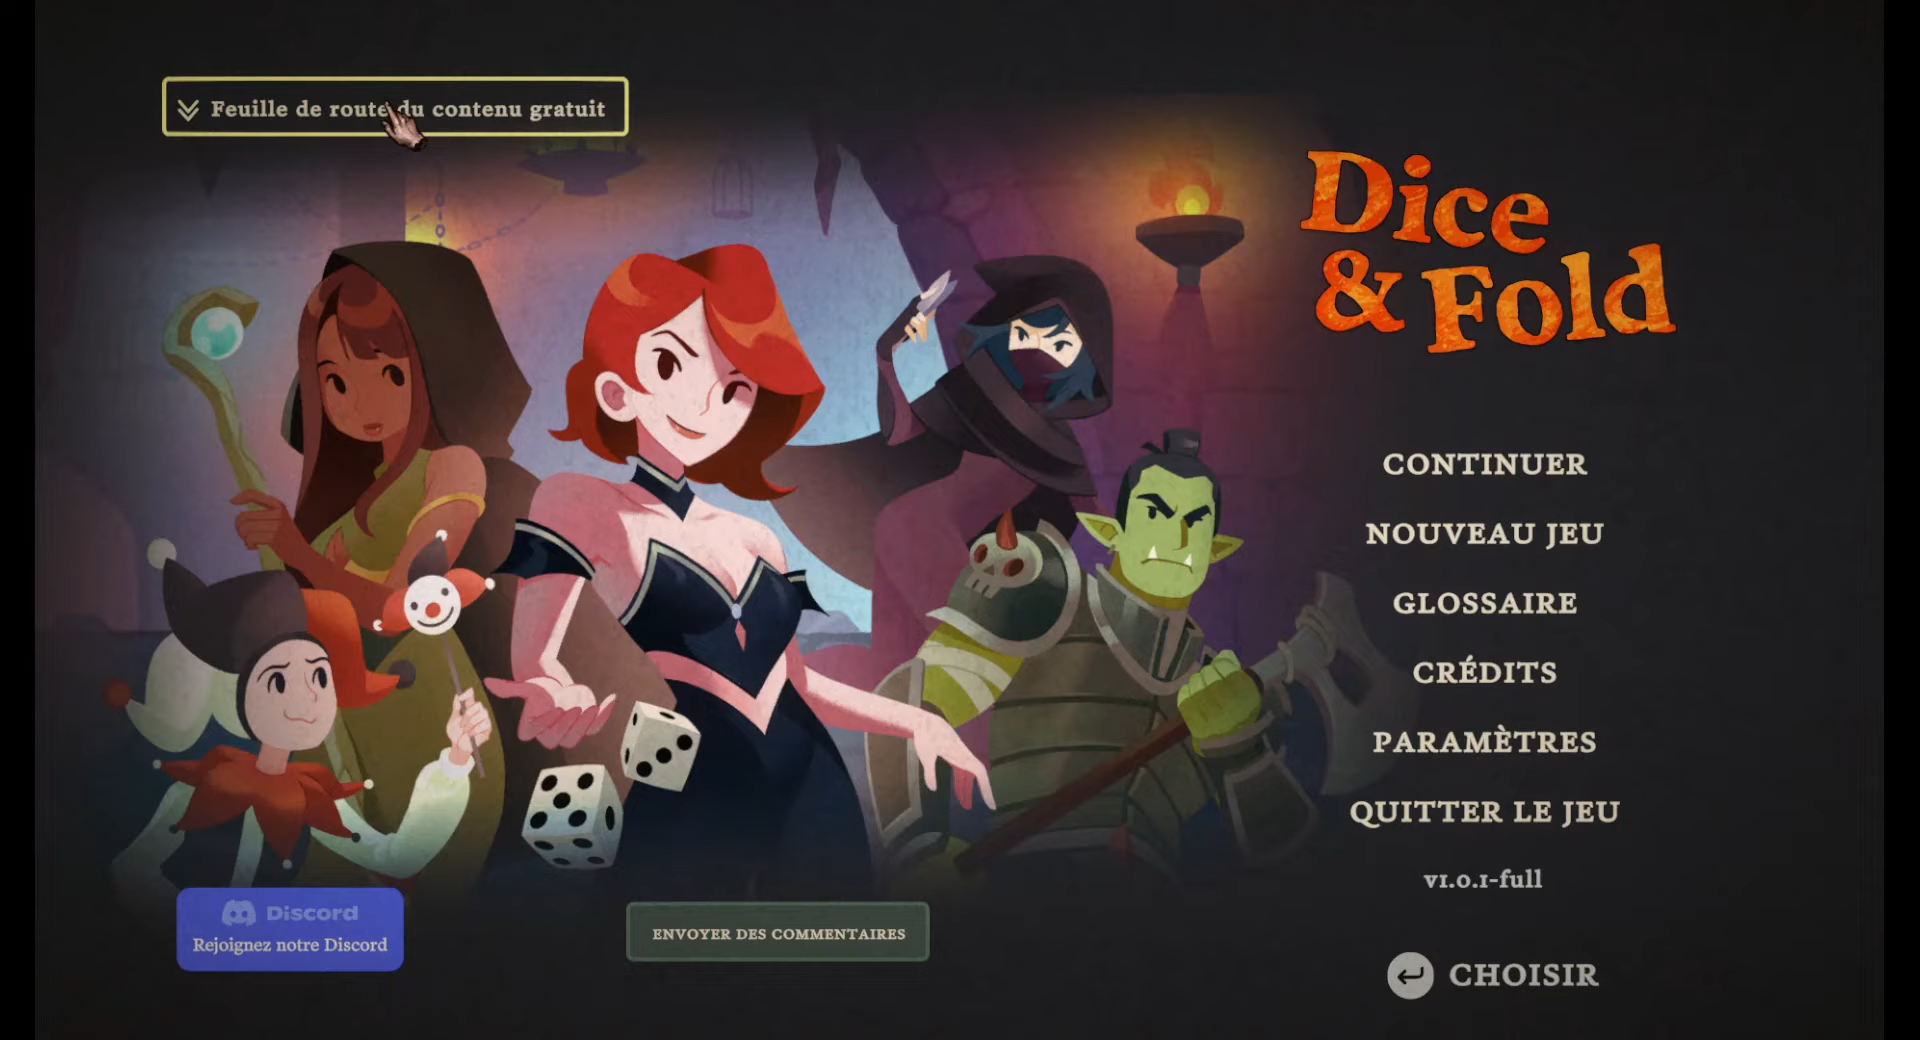 Feuille de route du contenu gratuit
Dice
& Fold
CONTINUER
NOUVEAU JEU
GLOSSAIRE
CRÉDITS
PARAMÈTRES
QUITTER LE JEU
v1.0.1-full
Discord
Rejoignez notre Discord
ENVOYER DES COMMENTAIRES
CHOISIR